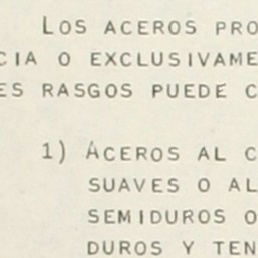 LOS ACEROS PRO
CIA O EXCLUSIVAME
ES RASGOS PUEDE C
1) ACEROS AL C
SUAVES O AL
SEMIDUROS O
DUROS Y TEN